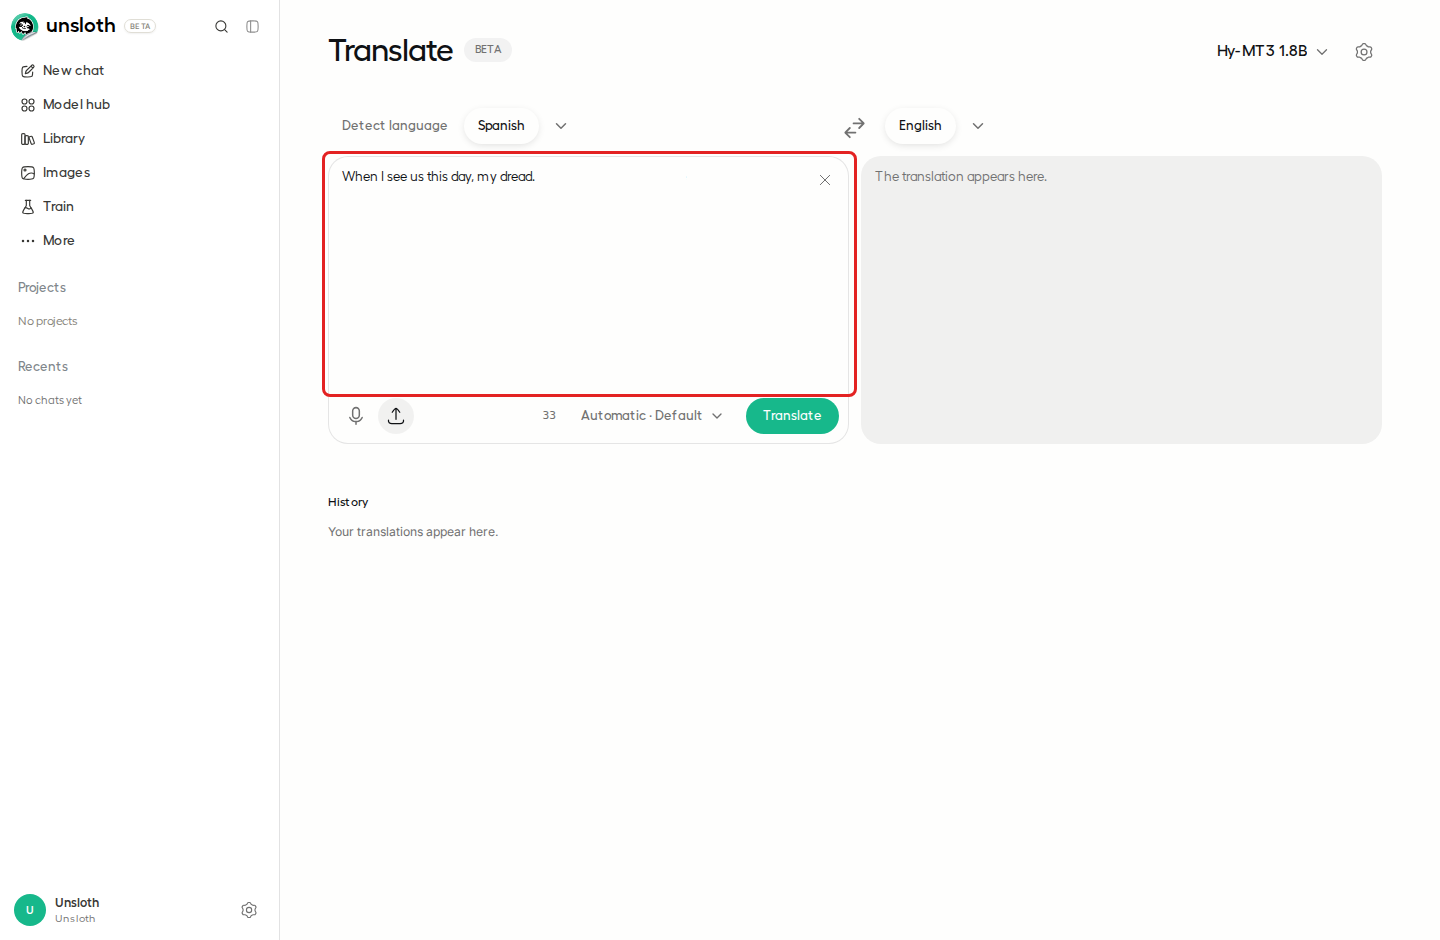 unsloth BETA
New chat
Model hub
Library
Images
Train
More
Projects
No projects
Recents
No chats yet
U
Unsloth
Unsloth
Translate BETA
Hy-MT3 1.8B
Detect language Spanish
English
When I see us this day, my dread.
The translation appears here.
33 Automatic · Default Translate
History
Your translations appear here.